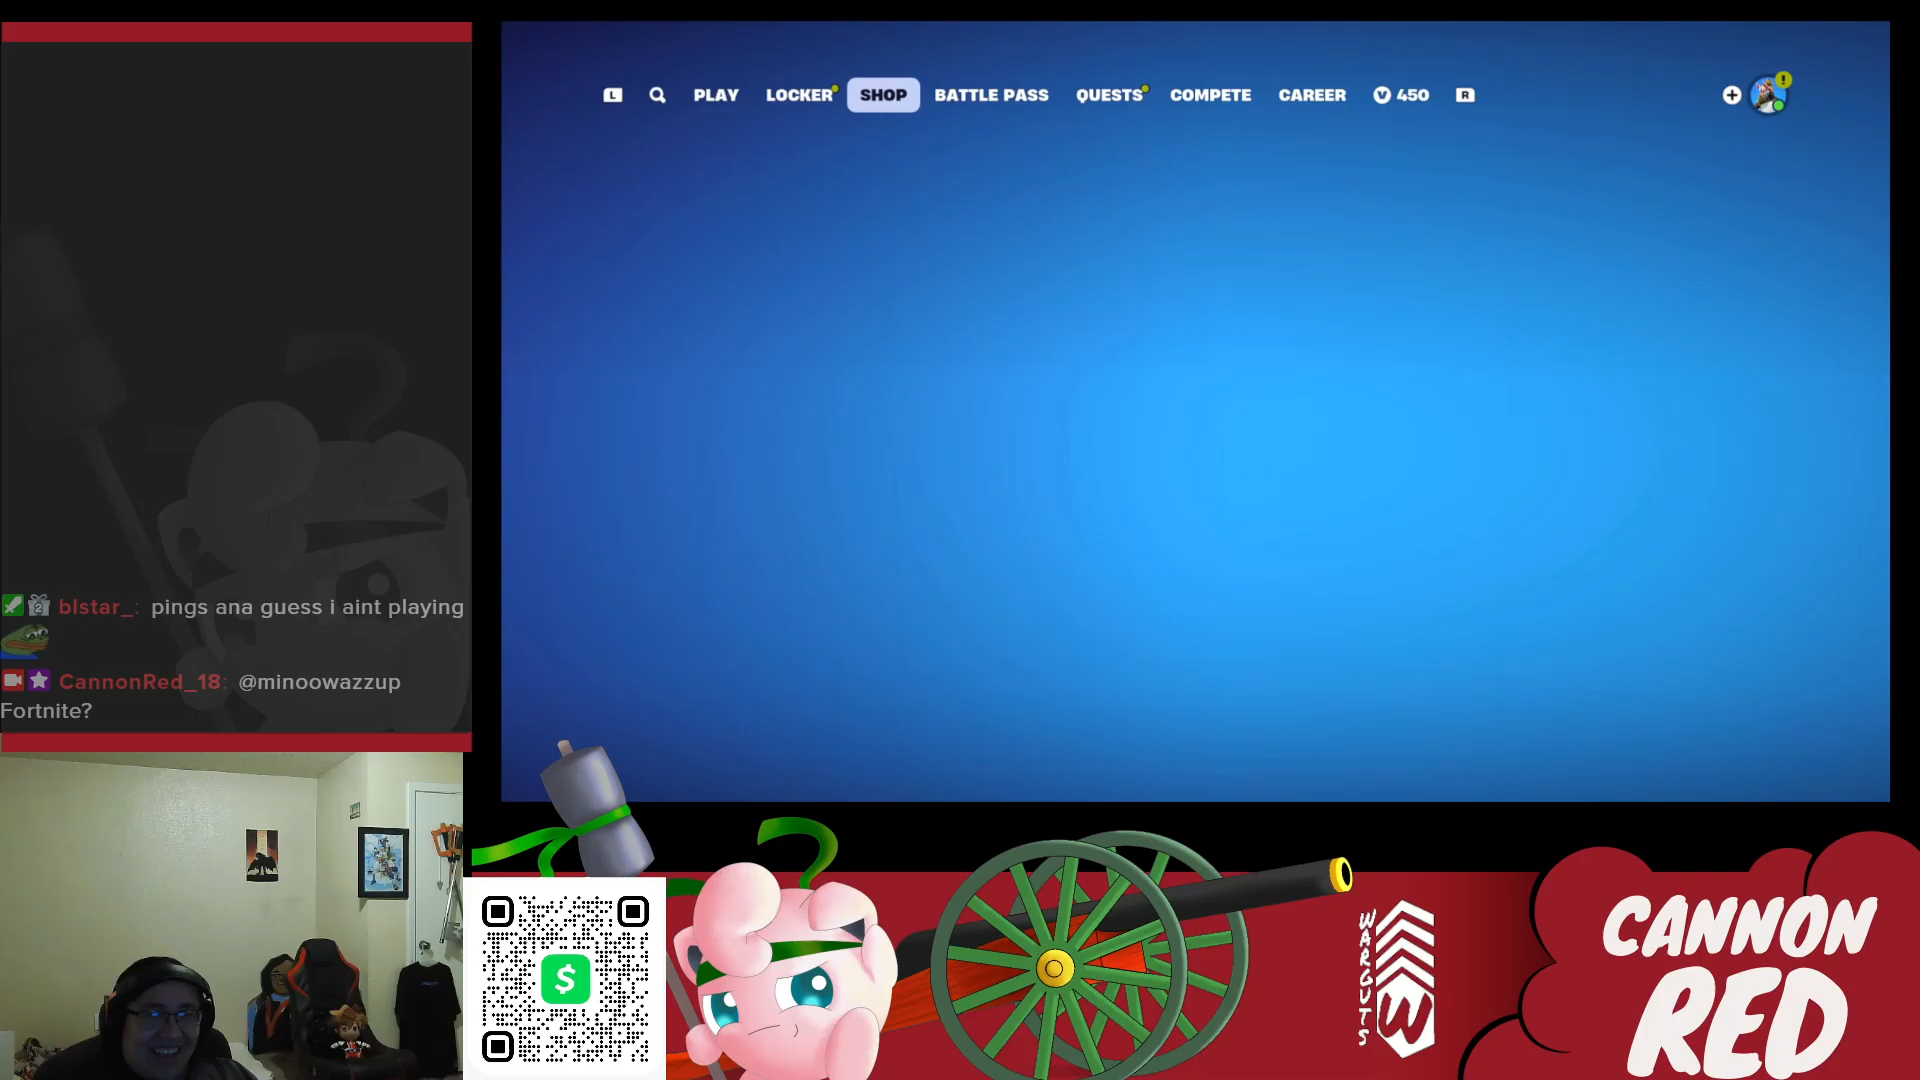 L PLAY LOCKER SHOP BATTLE PASS QUESTS COMPETE CAREER V 450 R
!
2 blstar_: pings ana guess i aint playing
CannonRed_18: @minoowazzup
Fortnite?
$
WARGUTS
W
CANNON
RED